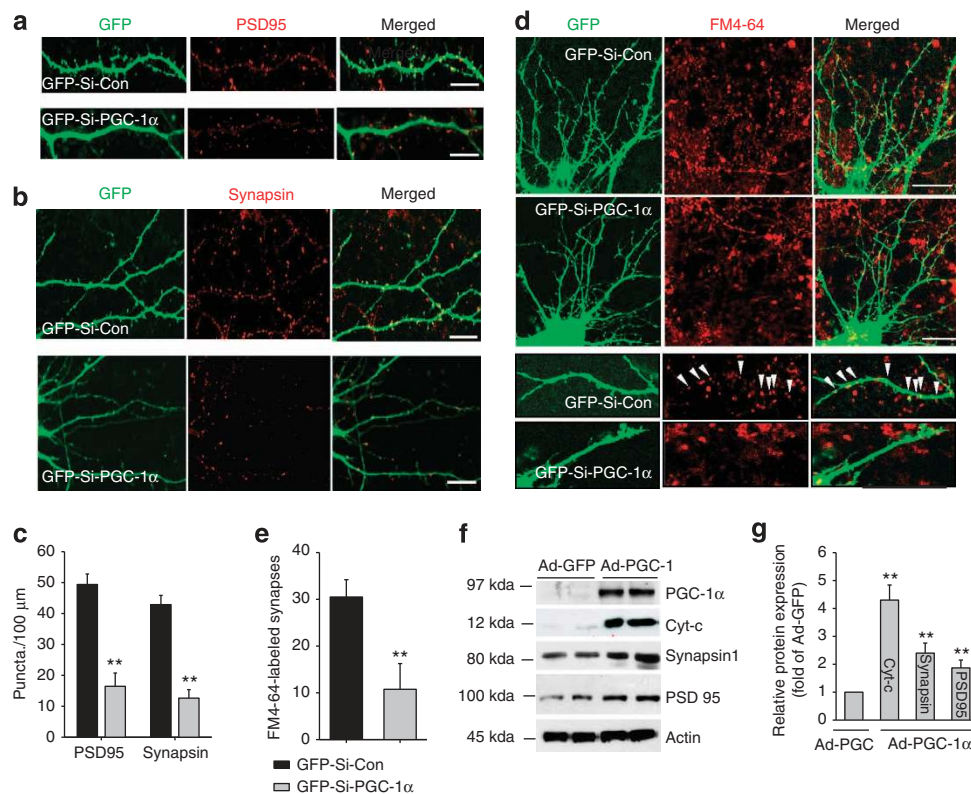 a
GFP PSD95 Merged
GFP-Si-Con
GFP-Si-PGC-1α
b
GFP Synapsin Merged
GFP-Si-Con
GFP-Si-PGC-1α
c
Puncta./100 μm
60
50
40
30
20
10
0
** **
PSD95 Synapsin
d
GFP FM4-64 Merged
GFP-Si-Con
GFP-Si-PGC-1α
GFP-Si-Con
GFP-Si-PGC-1α
e
FM4-64-labeled synapses
40
30
20
10
0
**
GFP-Si-Con
GFP-Si-PGC-1α
f
Ad-GFP Ad-PGC-1
97 kda PGC-1α
12 kda Cyt-c
80 kda Synapsin1
100 kda PSD 95
45 kda Actin
g
Relative protein expression
(fold of Ad-GFP)
6
5
4
2
1
0
** ** **
Cyt-c Synapsin PSD95
Ad-PGC Ad-PGC-1α